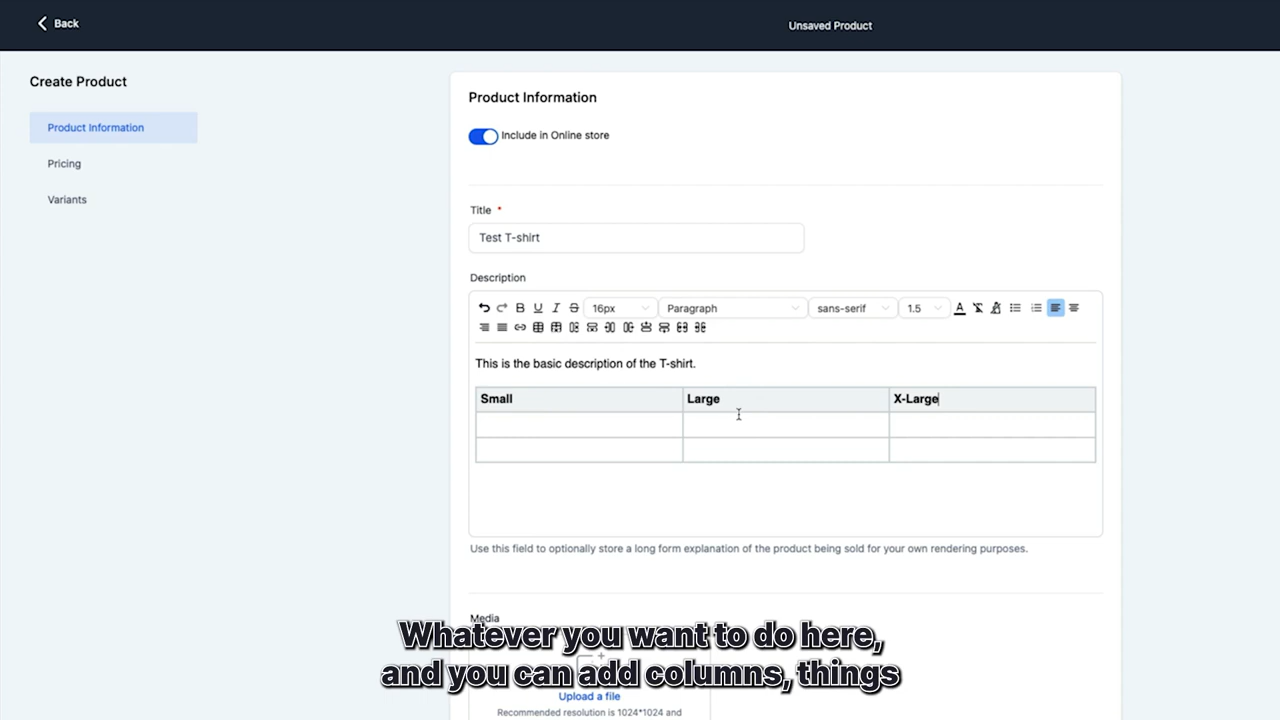 Back
Unsaved Product
Create Product
Product Information
Pricing
Variants
Product Information
Include in Online store
Title *
Test T-shirt
Description
B U I S 16px Paragraph sans-serif 1.5 A
This is the basic description of the T-shirt.
Small Large X-Large
Use this field to optionally store a long form explanation of the product being sold for your own rendering purposes.
Media
Whatever you want to do here,
and you can add columns, things
Upload a file
Recommended resolution is 1024*1024 and